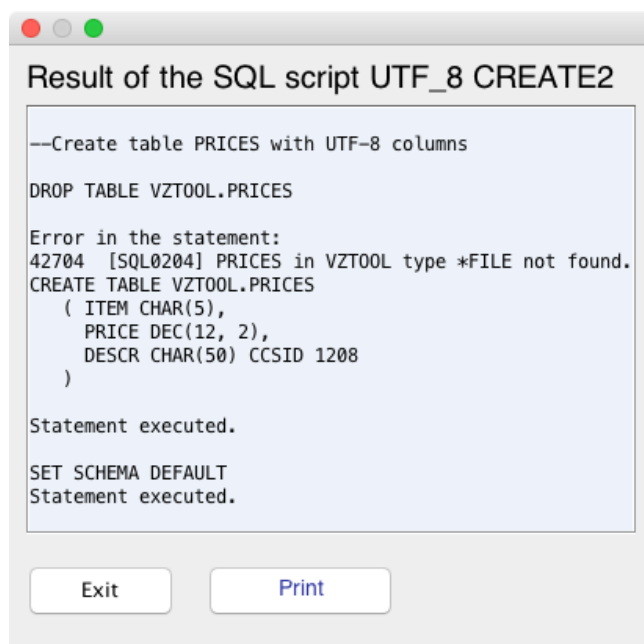 Result of the SQL script UTF_8 CREATE2
--Create table PRICES with UTF-8 columns
DROP TABLE VZTOOL.PRICES
Error in the statement:
42704  [SQL0204] PRICES in VZTOOL type *FILE not found.
CREATE TABLE VZTOOL.PRICES
( ITEM CHAR(5),
PRICE DEC(12, 2),
DESCR CHAR(50) CCSID 1208
)
Statement executed.
SET SCHEMA DEFAULT
Statement executed.
Exit
Print